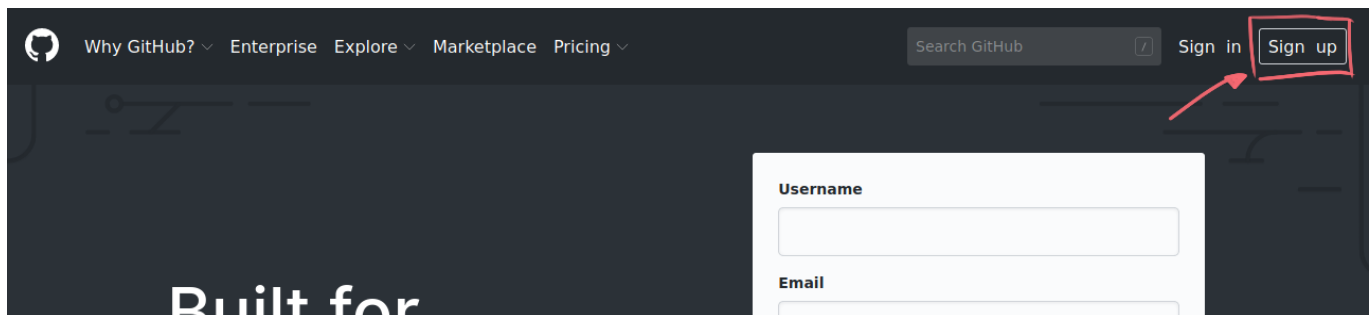 Why GitHub? Enterprise Explore Marketplace Pricing Search GitHub / Sign in Sign up
Username
Email
Built for